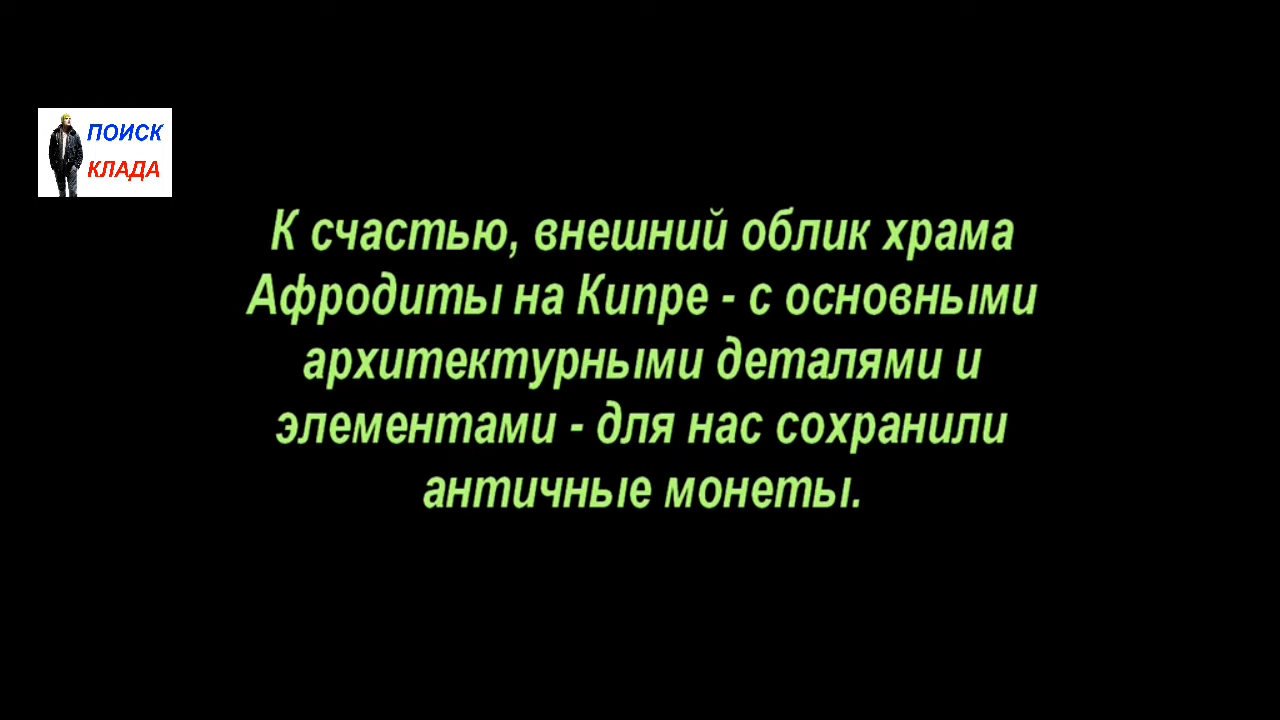 ПОИСК
КЛАДА
К счастью, внешний облик храма
Афродиты на Кипре - с основными
архитектурными деталями и
элементами - для нас сохранили
античные монеты.